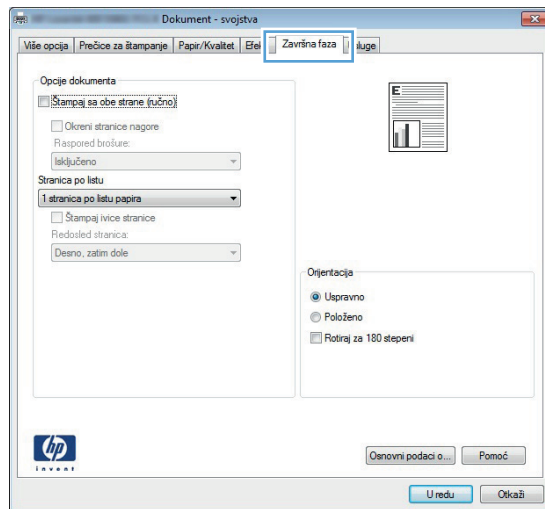 Dokument - svojstva
Više opcija Prečice za štampanje Papir/Kvalitet Završna faza
Opcije dokumenta
Štampaj sa obe strane (ručno)
E
Okreni stranice nagore
Raspored brošure:
Isključeno
Stranica po listu
1 stranica po listu papira
Štampaj ivice stranice
Redosled stranica:
Desno, zatim dole
Orijentacija
Uspravno
Položeno
Rotiraj za 180 stepeni
hp
invent
Osnovni podaci o... Pomoć
U redu Otkaži